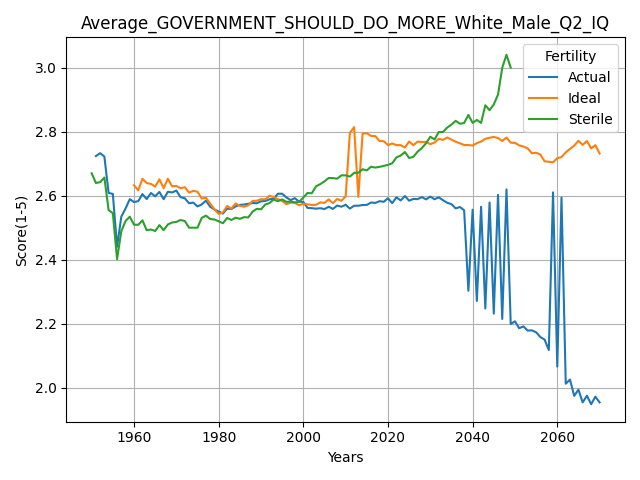 Average_GOVERNMENT_SHOULD_DO_MORE_White_Male_Q2_IQ
Fertility
Actual
Ideal
Sterile
Score(1-5)
3.0
2.8
2.6
2.4
2.2
2.0
1960 1980 2000 2020 2040 2060
Years